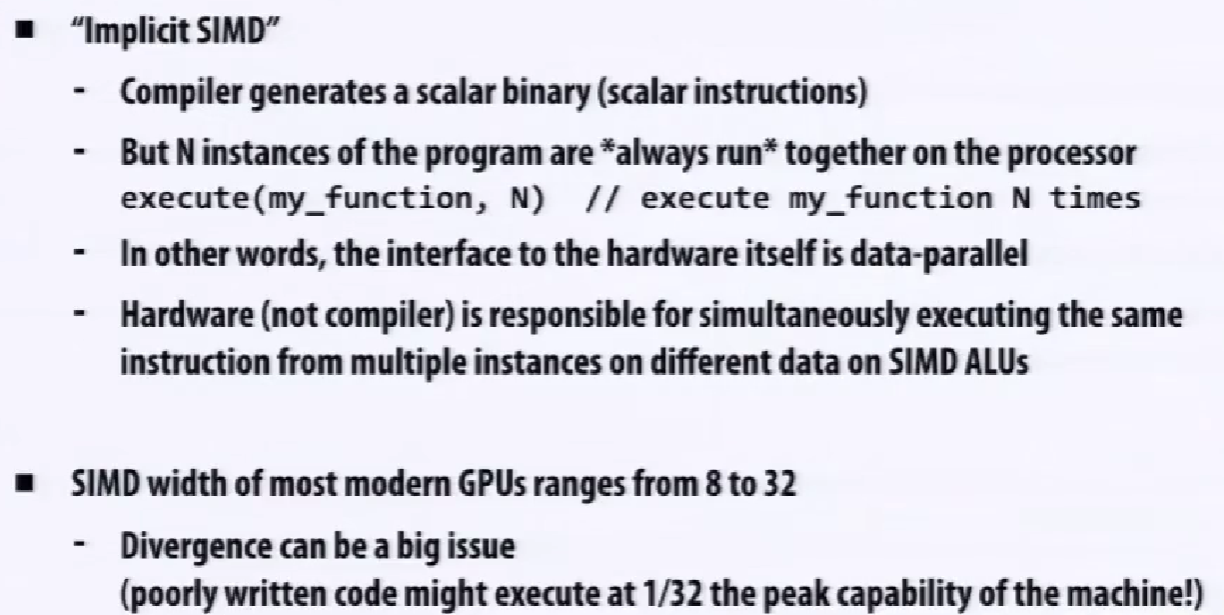 ■ "Implicit SIMD"
- Compiler generates a scalar binary (scalar instructions)
- But N instances of the program are *always run* together on the processor
execute(my_function, N) // execute my_function N times
- In other words, the interface to the hardware itself is data-parallel
- Hardware (not compiler) is responsible for simultaneously executing the same
instruction from multiple instances on different data on SIMD ALUs
■ SIMD width of most modern GPUs ranges from 8 to 32
- Divergence can be a big issue
(poorly written code might execute at 1/32 the peak capability of the machine!)